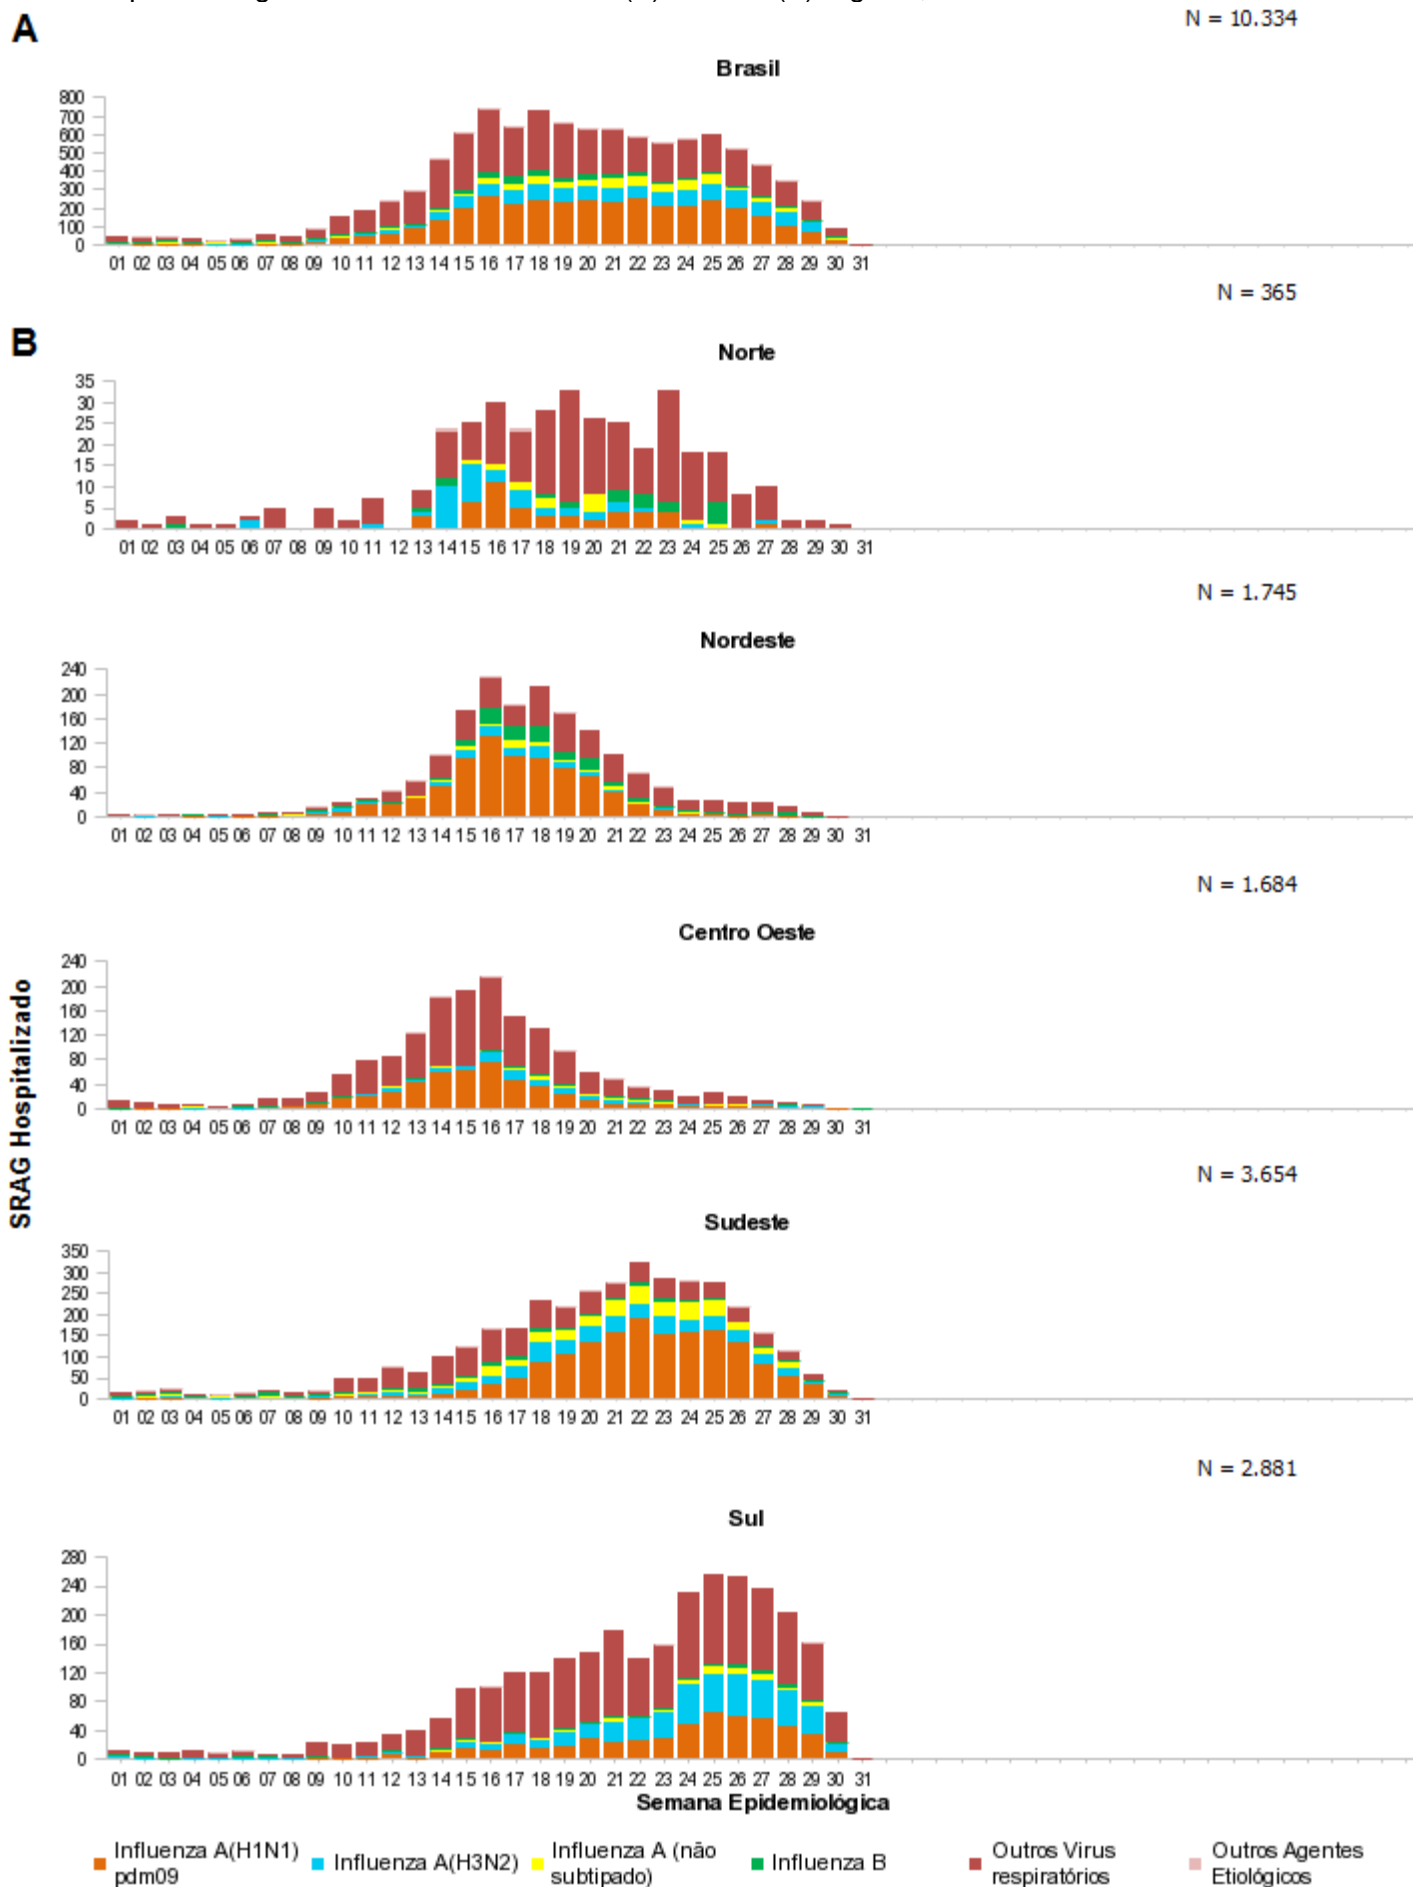 A
N = 10.334
Brasil
800
700
600
500
400
300
200
100
0
01 02 03 04 05 06 07 08 09 10 11 12 13 14 15 16 17 18 19 20 21 22 23 24 25 26 27 28 29 30 31
N = 365
B
Norte
35
30
25
20
15
10
5
0
01 02 03 04 05 06 07 08 09 10 11 12 13 14 15 16 17 18 19 20 21 22 23 24 25 26 27 28 29 30 31
N = 1.745
Nordeste
240
200
160
120
80
40
0
01 02 03 04 05 06 07 08 09 10 11 12 13 14 15 16 17 18 19 20 21 22 23 24 25 26 27 28 29 30 31
N = 1.684
Centro Oeste
240
200
160
120
80
40
0
01 02 03 04 05 06 07 08 09 10 11 12 13 14 15 16 17 18 19 20 21 22 23 24 25 26 27 28 29 30 31
SRAG Hospitalizado
N = 3.654
Sudeste
350
300
250
200
150
100
50
0
01 02 03 04 05 06 07 08 09 10 11 12 13 14 15 16 17 18 19 20 21 22 23 24 25 26 27 28 29 30 31
N = 2.881
Sul
280
240
200
160
120
80
40
0
01 02 03 04 05 06 07 08 09 10 11 12 13 14 15 16 17 18 19 20 21 22 23 24 25 26 27 28 29 30 31
Semana Epidemiológica
Influenza A(H1N1)
pdm09
Influenza A(H3N2)
Influenza A (não
subtipado)
Influenza B
Outros Virus
respiratórios
Outros Agentes
Etiológicos